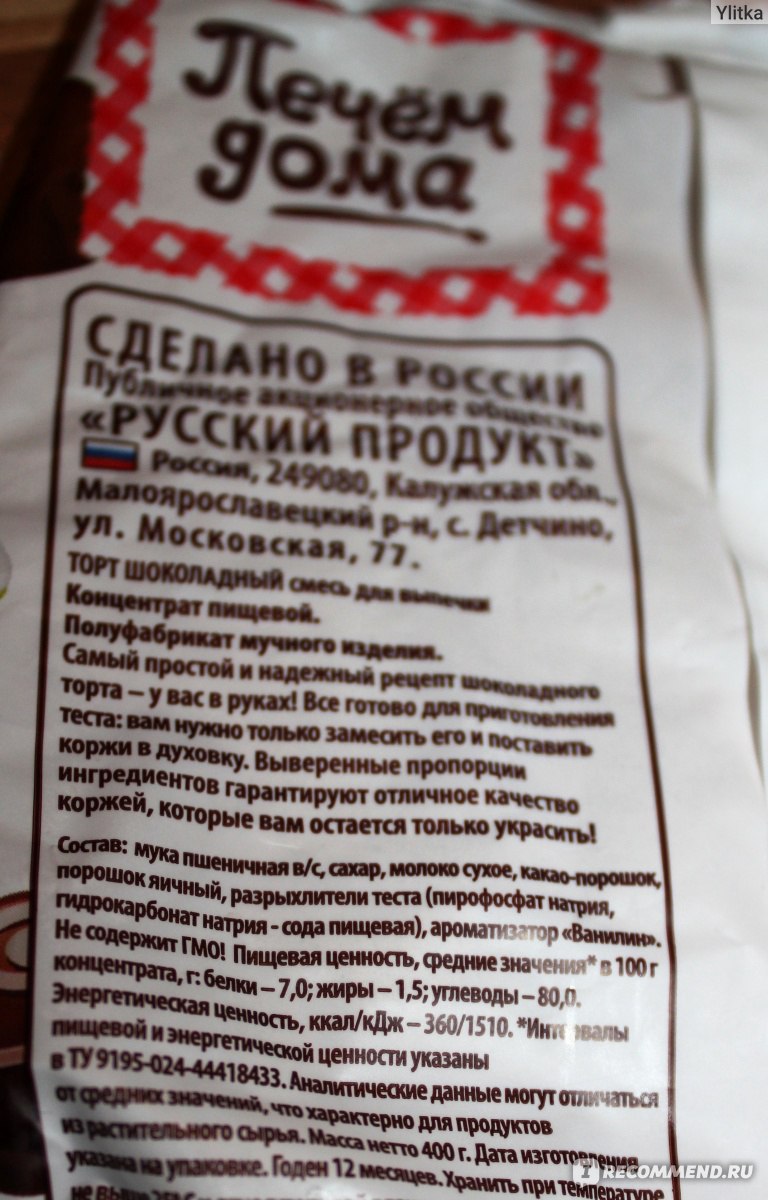 Ylitka
Печём
дома
СДЕЛАНО В РОССИИ
Публичное акционерное общество
«РУССКИЙ ПРОДУКТ»
Россия, 249080, Калужская обл.,
Малоярославецкий р-н, с. Детчино,
ул. Московская, 77.
ТОРТ ШОКОЛАДНЫЙ смесь для выпечки
Концентрат пищевой.
Полуфабрикат мучного изделия.
Самый простой и надежный рецепт шоколадного
торта – у вас в руках! Все готово для приготовления
теста: вам нужно только замесить его и поставить
коржи в духовку. Выверенные пропорции
ингредиентов гарантируют отличное качество
коржей, которые вам остается только украсить!
Состав: мука пшеничная в/с, сахар, молоко сухое, какао-порошок,
порошок яичный, разрыхлители теста (пирофосфат натрия,
гидрокарбонат натрия - сода пищевая), ароматизатор «Ванилин».
Не содержит ГМО! Пищевая ценность, средние значения* в 100 г
концентрата, г: белки – 7,0; жиры – 1,5; углеводы – 80,0.
Энергетическая ценность, ккал/кДж – 360/1510. *Интервалы
пищевой и энергетической ценности указаны
в ТУ 9195-024-44418433. Аналитические данные могут отличаться
от средних значений, что характерно для продуктов
из растительного сырья. Масса нетто 400 г. Дата изготовления
указана на упаковке. Годен 12 месяцев. Хранить при температуре
не выше
IRECOMMEND.RU